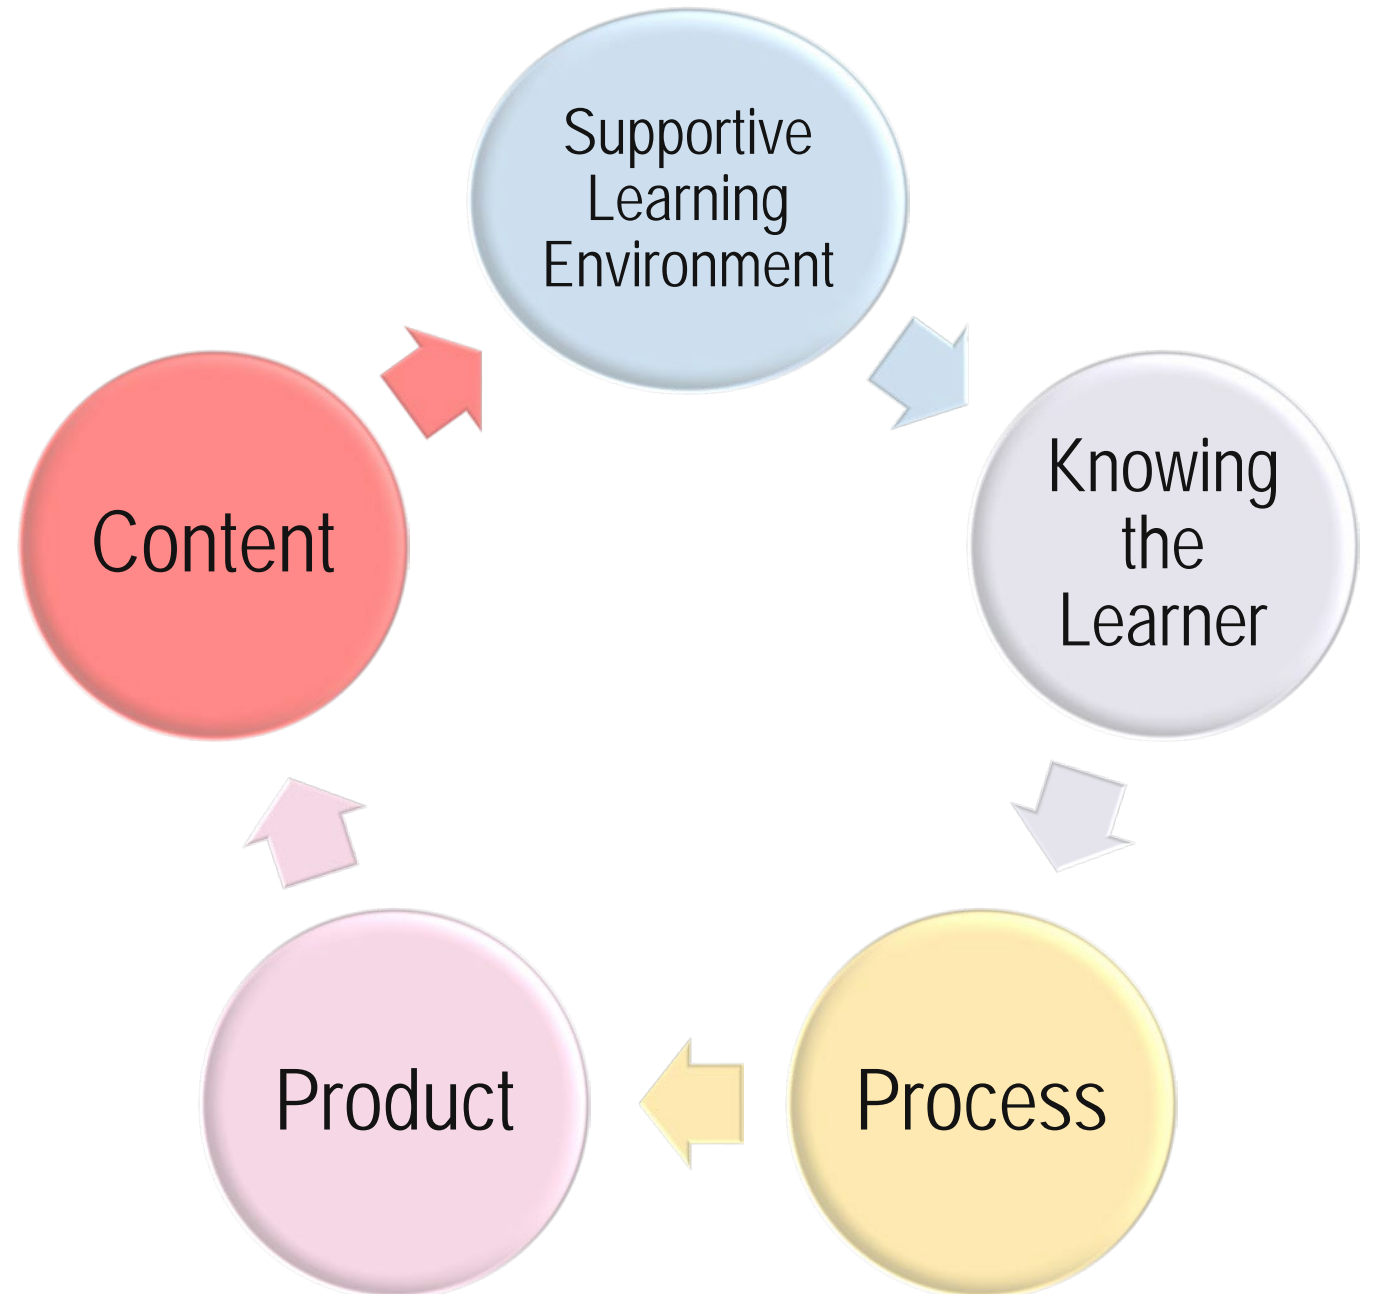 Supportive
Learning
Environment
Knowing
the
Learner
Process
Product
Content